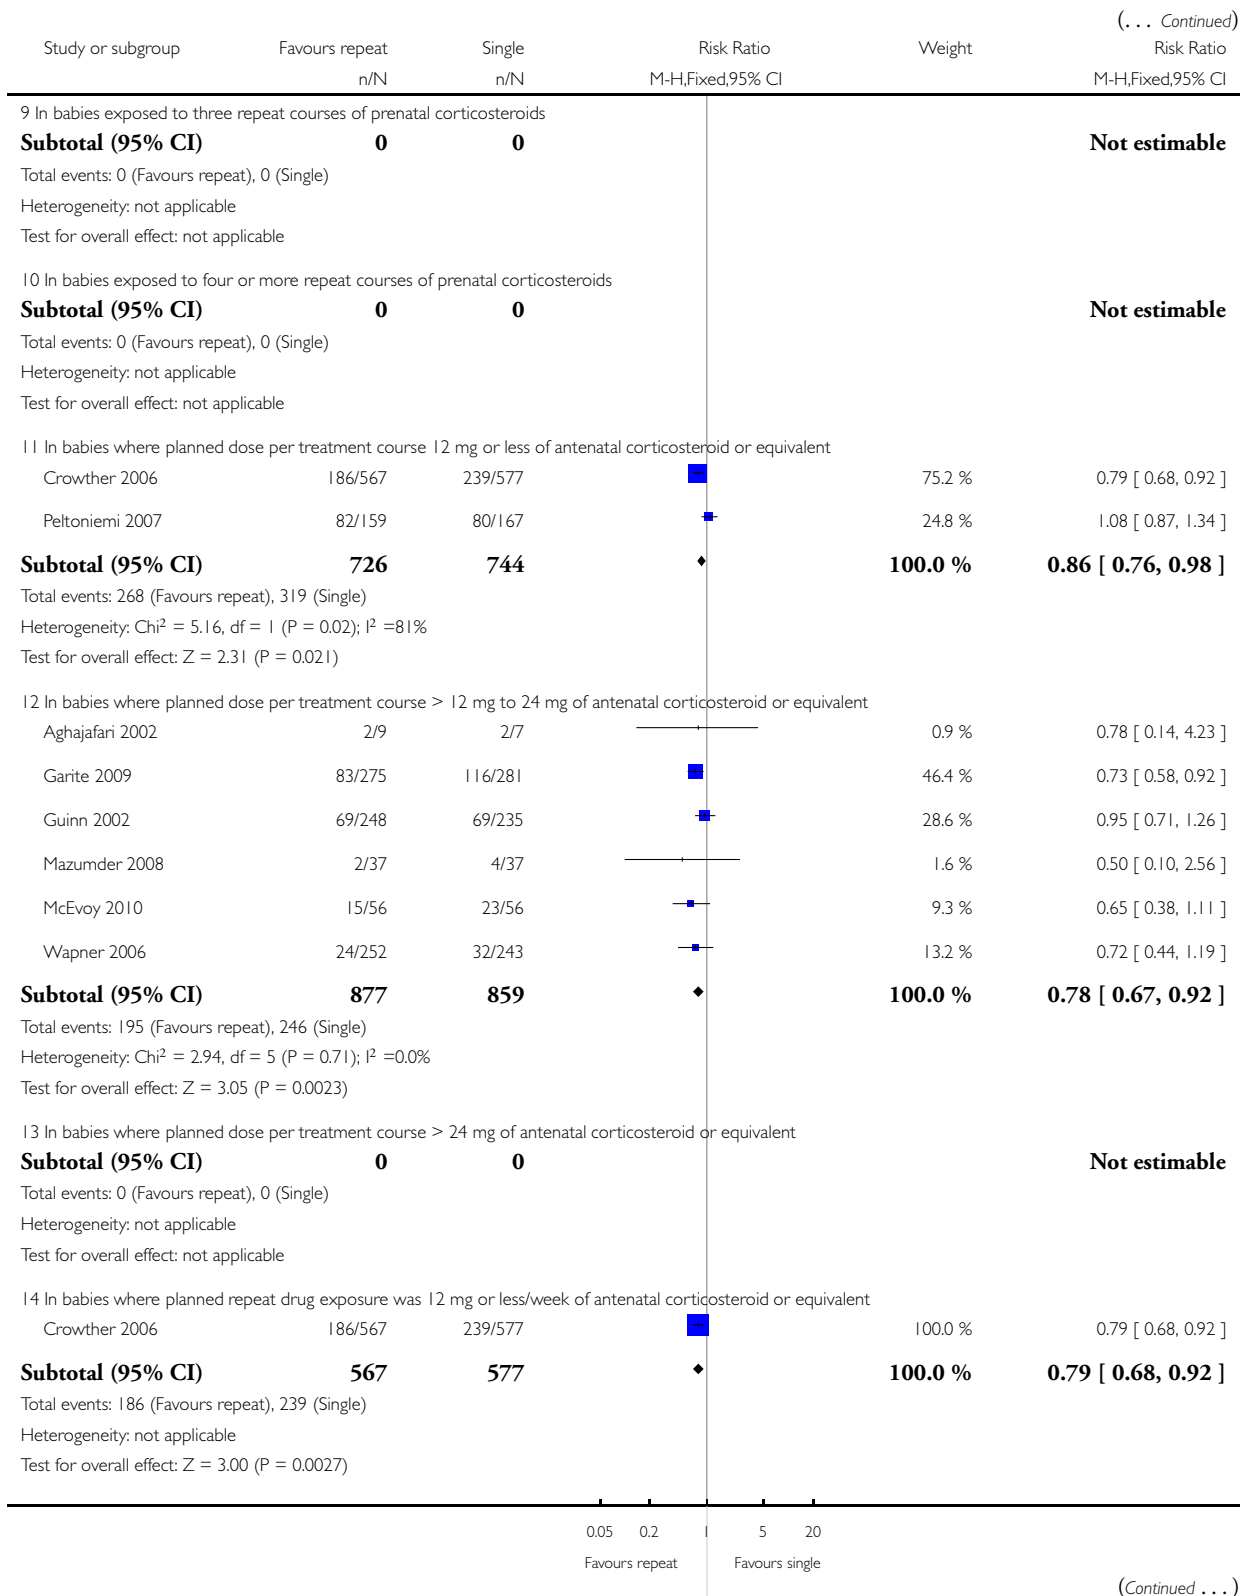 (... Continued)
Study or subgroup Favours repeat Single Risk Ratio Weight Risk Ratio
n/N n/N M-H,Fixed,95% CI M-H,Fixed,95% CI
9 In babies exposed to three repeat courses of prenatal corticosteroids
Subtotal (95% CI) 0 0 Not estimable
Total events: 0 (Favours repeat), 0 (Single)
Heterogeneity: not applicable
Test for overall effect: not applicable
10 In babies exposed to four or more repeat courses of prenatal corticosteroids
Subtotal (95% CI) 0 0 Not estimable
Total events: 0 (Favours repeat), 0 (Single)
Heterogeneity: not applicable
Test for overall effect: not applicable
11 In babies where planned dose per treatment course 12 mg or less of antenatal corticosteroid or equivalent
Crowther 2006 186/567 239/577 75.2 % 0.79 [ 0.68, 0.92 ]
Peltoniemi 2007 82/159 80/167 24.8 % 1.08 [ 0.87, 1.34 ]
Subtotal (95% CI) 726 744 100.0 % 0.86 [ 0.76, 0.98 ]
Total events: 268 (Favours repeat), 319 (Single)
Heterogeneity: Chi² = 5.16, df = 1 (P = 0.02); I² =81%
Test for overall effect: Z = 2.31 (P = 0.021)
12 In babies where planned dose per treatment course > 12 mg to 24 mg of antenatal corticosteroid or equivalent
Aghajafari 2002 2/9 2/7 0.9 % 0.78 [ 0.14, 4.23 ]
Garite 2009 83/275 116/281 46.4 % 0.73 [ 0.58, 0.92 ]
Guinn 2002 69/248 69/235 28.6 % 0.95 [ 0.71, 1.26 ]
Mazumder 2008 2/37 4/37 1.6 % 0.50 [ 0.10, 2.56 ]
McEvoy 2010 15/56 23/56 9.3 % 0.65 [ 0.38, 1.11 ]
Wapner 2006 24/252 32/243 13.2 % 0.72 [ 0.44, 1.19 ]
Subtotal (95% CI) 877 859 100.0 % 0.78 [ 0.67, 0.92 ]
Total events: 195 (Favours repeat), 246 (Single)
Heterogeneity: Chi² = 2.94, df = 5 (P = 0.71); I² =0.0%
Test for overall effect: Z = 3.05 (P = 0.0023)
13 In babies where planned dose per treatment course > 24 mg of antenatal corticosteroid or equivalent
Subtotal (95% CI) 0 0 Not estimable
Total events: 0 (Favours repeat), 0 (Single)
Heterogeneity: not applicable
Test for overall effect: not applicable
14 In babies where planned repeat drug exposure was 12 mg or less/week of antenatal corticosteroid or equivalent
Crowther 2006 186/567 239/577 100.0 % 0.79 [ 0.68, 0.92 ]
Subtotal (95% CI) 567 577 100.0 % 0.79 [ 0.68, 0.92 ]
Total events: 186 (Favours repeat), 239 (Single)
Heterogeneity: not applicable
Test for overall effect: Z = 3.00 (P = 0.0027)
0.05 0.2 1 5 20
Favours repeat Favours single
(Continued ...)